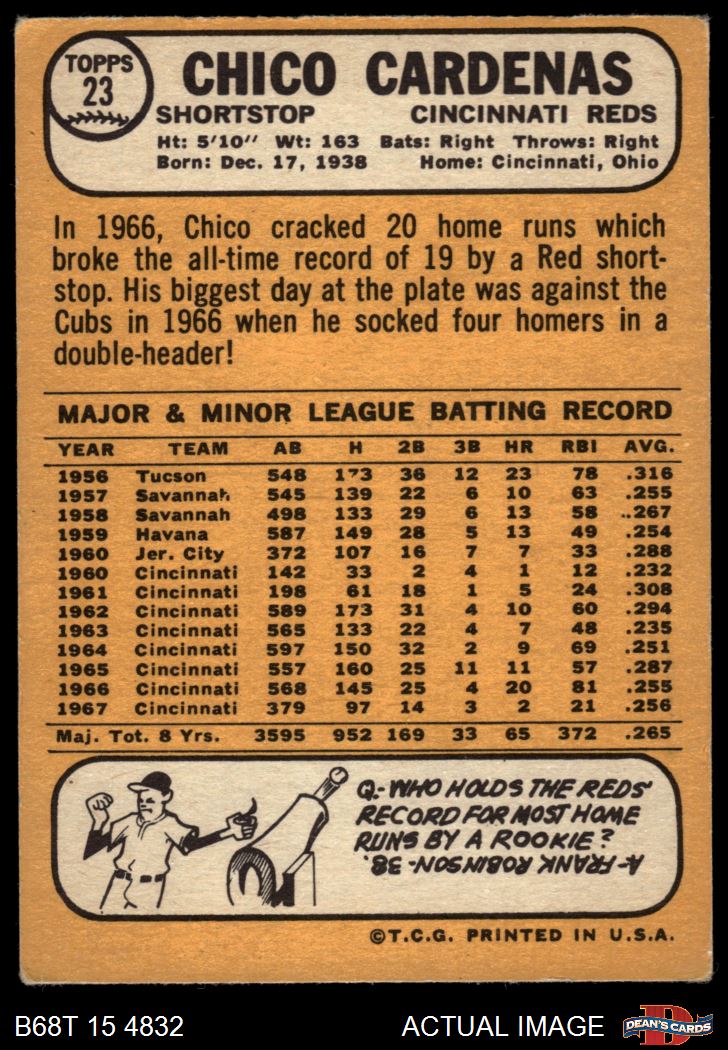 TOPPS
23
CHICO CARDENAS
SHORTSTOP CINCINNATI REDS
Ht: 5'10" Wt: 163 Bats: Right Throws: Right
Born: Dec. 17, 1938 Home: Cincinnati, Ohio
In 1966, Chico cracked 20 home runs which
broke the all-time record of 19 by a Red short-
stop. His biggest day at the plate was against the
Cubs in 1966 when he socked four homers in a
double-header!
MAJOR & MINOR LEAGUE BATTING RECORD
YEAR TEAM AB H 2B 3B HR RBI AVG.
1956 Tucson 548 173 36 12 23 78 .316
1957 Savannah 545 139 22 6 10 63 .255
1958 Savannah 498 133 29 6 13 58 .267
1959 Havana 587 149 28 5 13 49 .254
1960 Jer. City 372 107 16 7 7 33 .288
1960 Cincinnati 142 33 2 4 1 12 .232
1961 Cincinnati 198 61 18 1 5 24 .308
1962 Cincinnati 589 173 31 4 10 60 .294
1963 Cincinnati 565 133 22 4 7 48 .235
1964 Cincinnati 597 150 32 2 9 69 .251
1965 Cincinnati 557 160 25 11 11 57 .287
1966 Cincinnati 568 145 25 4 20 81 .255
1967 Cincinnati 379 97 14 3 2 21 .256
Maj. Tot. 8 Yrs. 3595 952 169 33 65 372 .265
Q.-WHO HOLDS THE REDS'
RECORD FOR MOST HOME
RUNS BY A ROOKIE?
A-FRANK ROBINSON-38.
©T.C.G. PRINTED IN U.S.A.
B68T 15 4832 ACTUAL IMAGE
D
DEAN'S CARDS